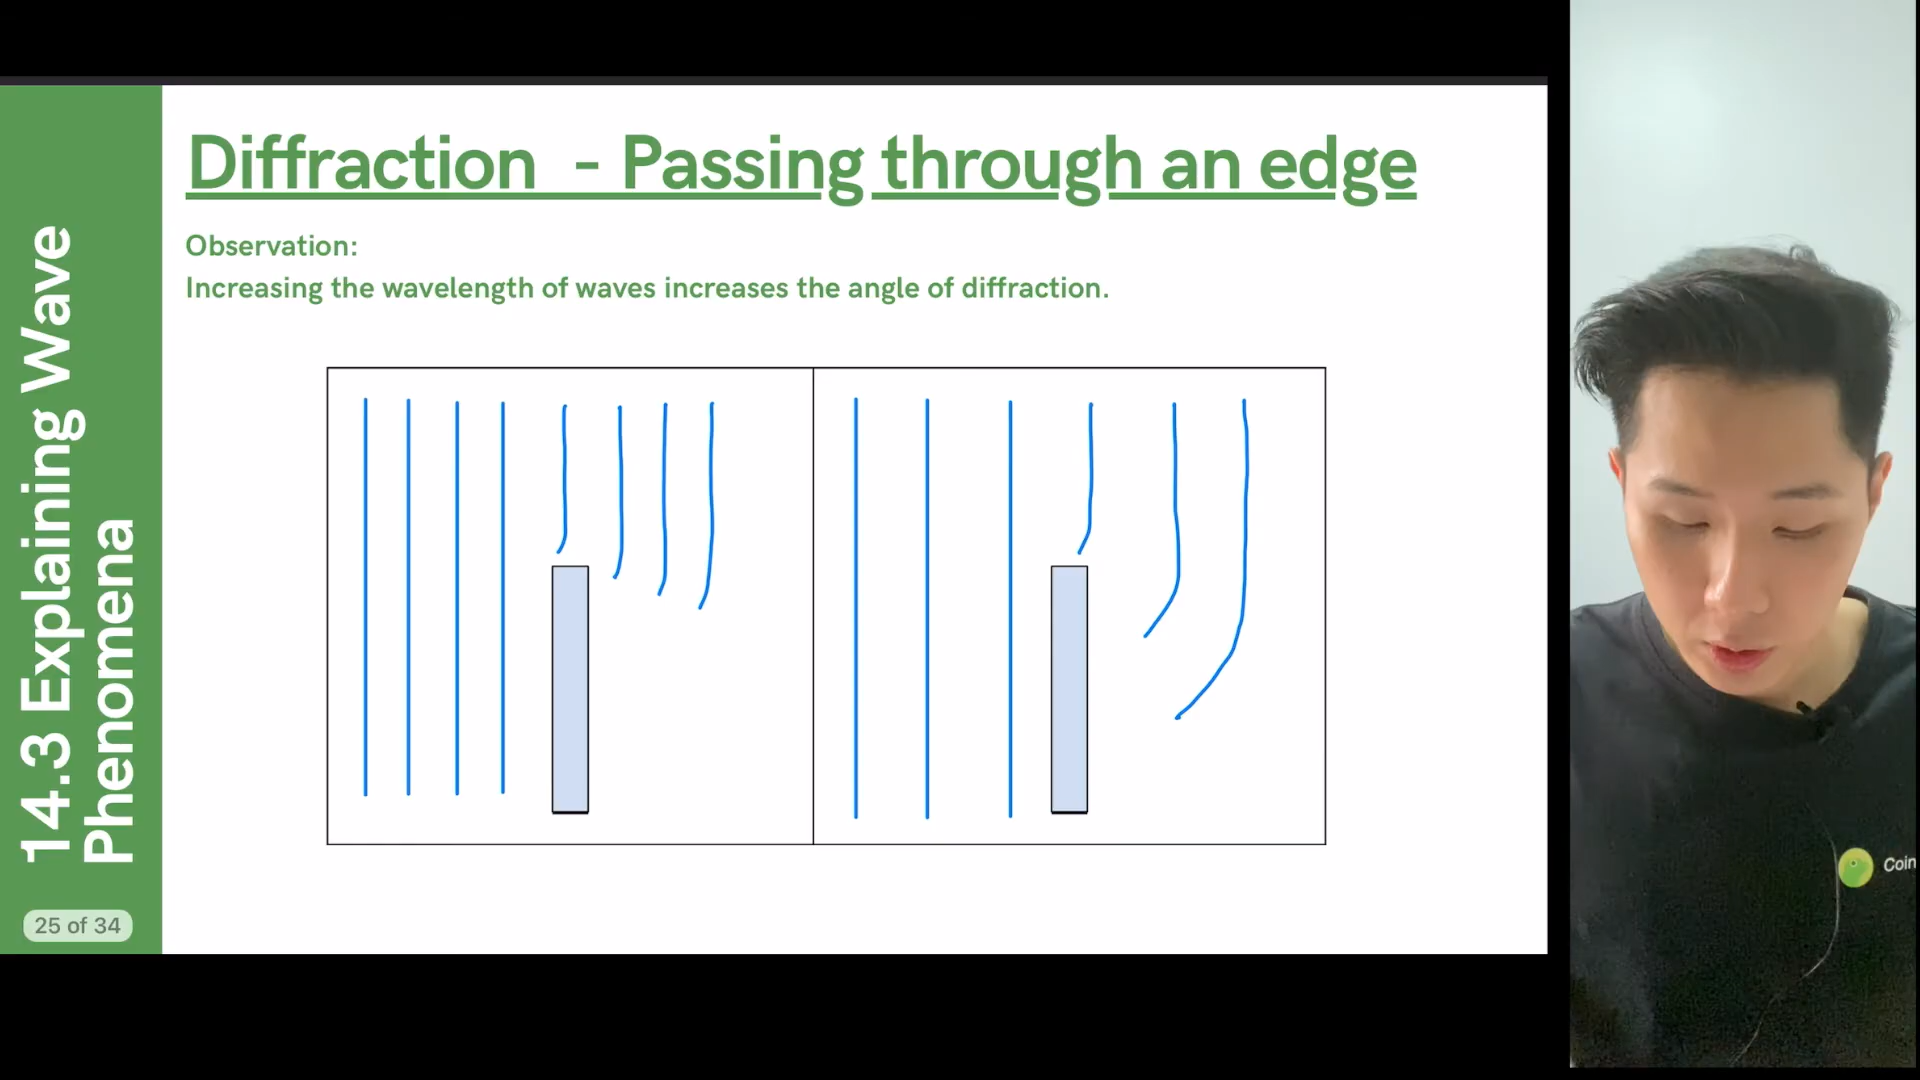 Diffraction - Passing through an edge
Observation:
Increasing the wavelength of waves increases the angle of diffraction.
14.3 Explaining Wave
Phenomena
25 of 34
Coin